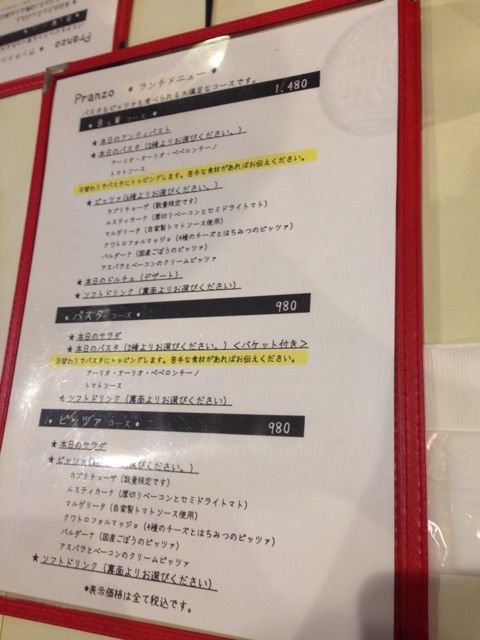 Pranzo ★ ランチメニュー ★
パスタもピッツァも食べられる大満足なコースです。
コース ★ 1,480
★ 本日のアンティパスト
★ 本日のパスタ (2種よりお選びください。)
アーリオ・オーリオ・ペペロンチーノ
トマトソース
日替わりでパスタにトッピングします。苦手な食材があればお伝えください。
★ ピッツァ(6種よりお選びください。)
カプリチョーザ (数量限定です)
ルスティカーナ (厚切りベーコンとセミドライトマト)
マルゲリータ (自家製トマトソース使用)
クワトロフォルマッジョ (4種のチーズとはちみつのピッツァ)
バルダーナ (国産ごぼうのピッツァ)
アスパラとベーコンのクリームピッツァ
★ 本日のドルチェ (デザート)
★ ソフトドリンク (裏面よりお選びください)
★ パスタ コース ★ 980
★ 本日のサラダ
★ 本日のパスタ (2種よりお選びください。) <バケット付き>
日替わりでパスタにトッピングします。苦手な食材があればお伝えください。
アーリオ・オーリオ・ペペロンチーノ
トマトソース
★ ソフトドリンク (裏面よりお選びください)
★ ピッツァ コース ★ 980
★ 本日のサラダ
★ ピッツァ よりお選びください。)
カプリチョーザ (数量限定です)
ルスティカーナ (厚切りベーコンとセミドライトマト)
マルゲリータ (自家製トマトソース使用)
クワトロフォルマッジョ (4種のチーズとはちみつのピッツァ)
バルダーナ (国産ごぼうのピッツァ)
アスパラとベーコンのクリームピッツァ
★ ソフトドリンク (裏面よりお選びください)
*表示価格は全て税込です。
Pranzo